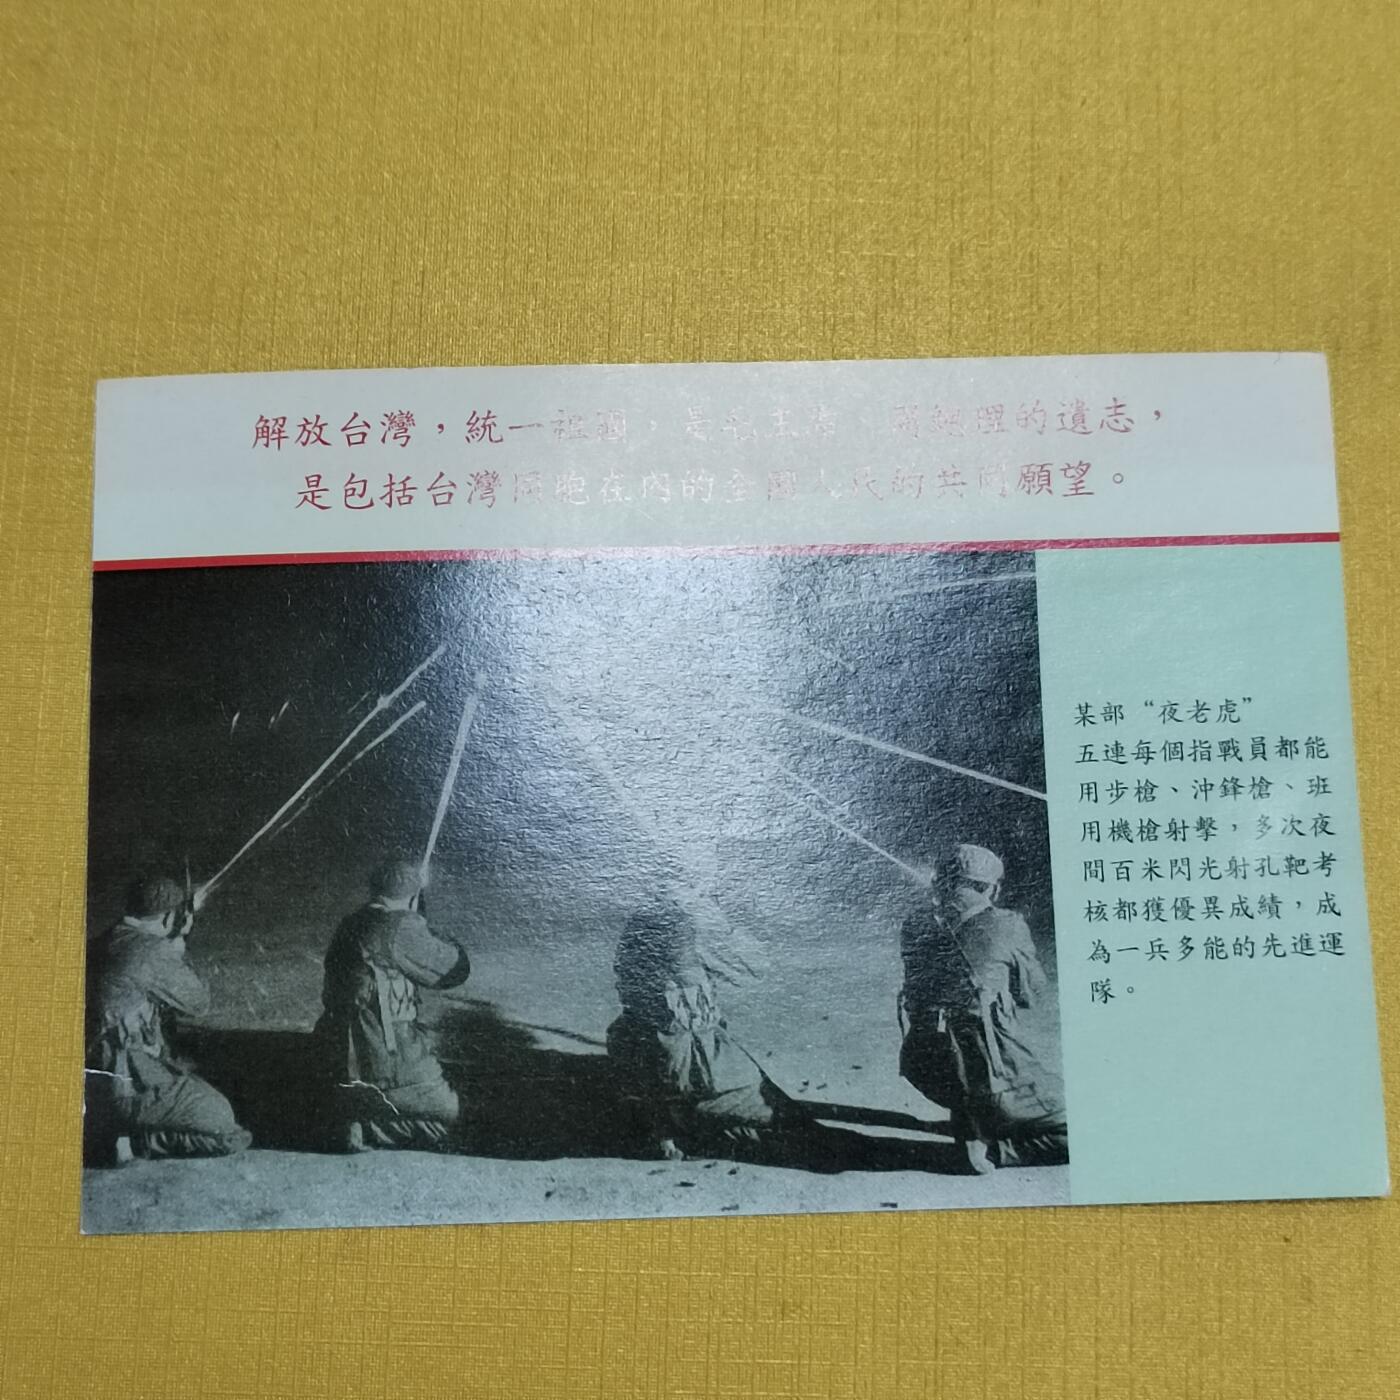 解放台灣，統一祖國，是毛主席、周總理的遺志，
是包括台灣同胞在內的全國人民的共同願望。
某部“夜老虎”
五連每個指戰員都能
用步槍、沖鋒槍、班
用機槍射擊，多次夜
間百米閃光射孔靶考
核都獲優異成績，成
為一兵多能的先進運
隊。